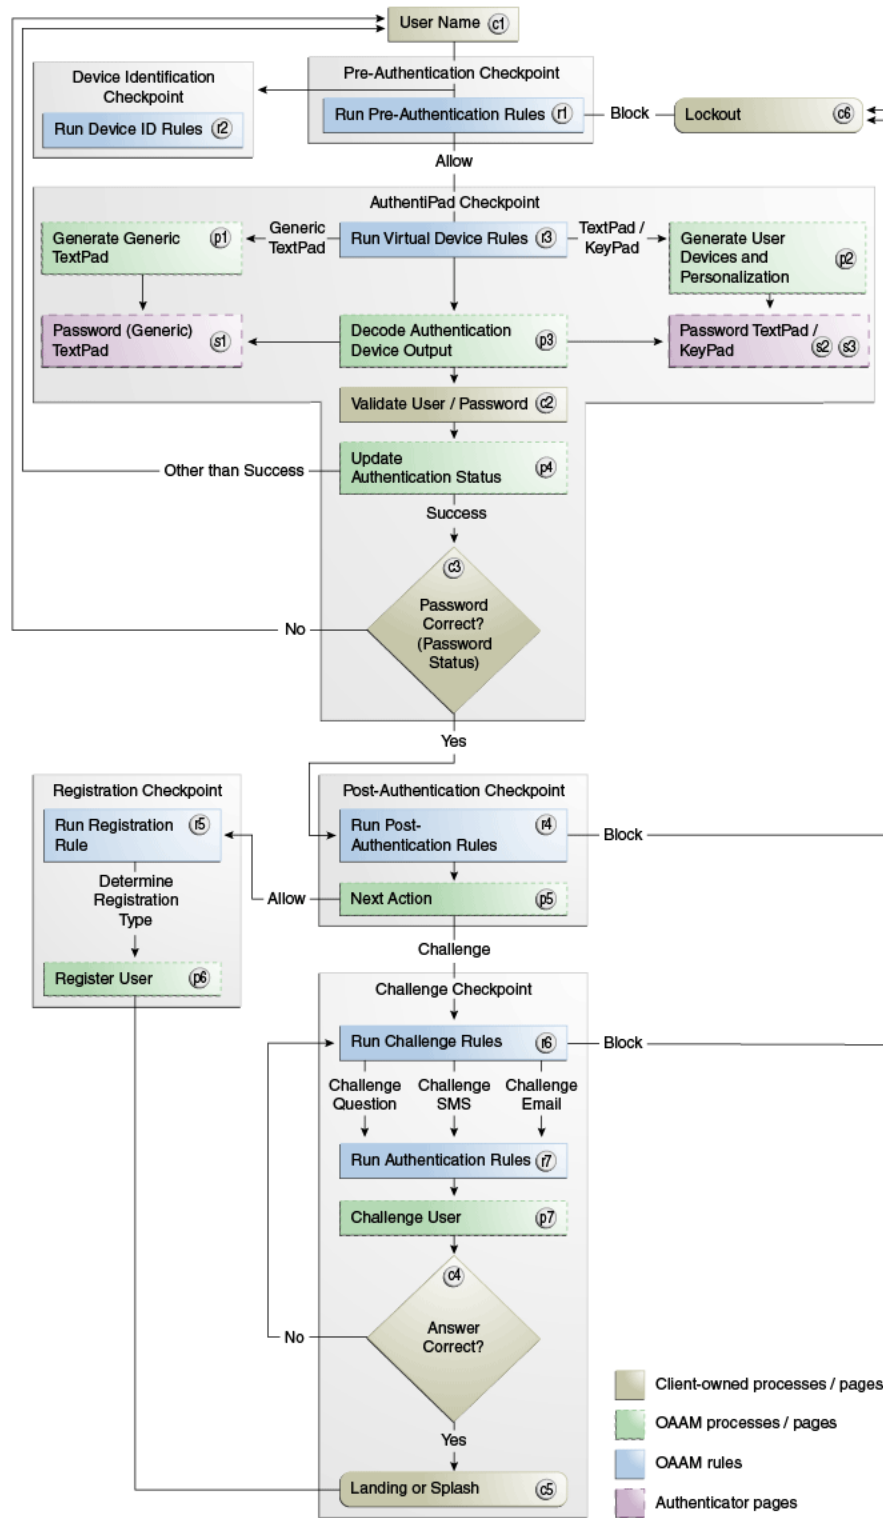 User Name c1
Device Identification
Checkpoint
Run Device ID Rules r2
Pre-Authentication Checkpoint
Run Pre-Authentication Rules r1
Block
Lockout c6
Allow
AuthentiPad Checkpoint
Generate Generic
TextPad
p1
Generic
TextPad
Run Virtual Device Rules r3
TextPad /
KeyPad
Generate User
Devices and
Personalization
p2
Password (Generic)
TextPad
s1
Decode Authentication
Device Output
p3
Password TextPad /
KeyPad
s2 s3
Validate User / Password c2
Other than Success
Update
Authentication Status
p4
Success
c3
Password
Correct?
(Password
Status)
No
Yes
Registration Checkpoint
Run Registration
Rule
r5
Determine
Registration
Type
Register User p6
Post-Authentication Checkpoint
Run Post-
Authentication Rules
r4
Block
Allow
Next Action p5
Challenge
Challenge Checkpoint
Run Challenge Rules r6
Block
Challenge
Question
Challenge
SMS
Challenge
Email
Run Authentication Rules r7
Challenge User p7
c4
Answer
Correct?
No
Yes
Landing or Splash c5
Client-owned processes / pages
OAAM processes / pages
OAAM rules
Authenticator pages